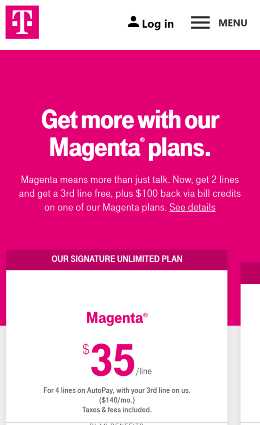 T
Log in
MENU
Get more with our
Magenta® plans.
Magenta means more than just talk. Now, get 2 lines
and get a 3rd line free, plus $100 back via bill credits
on one of our Magenta plans. See details
OUR SIGNATURE UNLIMITED PLAN
Magenta®
$35/line
For 4 lines on AutoPay, with your 3rd line on us.
($140/mo.)
Taxes & fees included.
PLAN BENEFITS